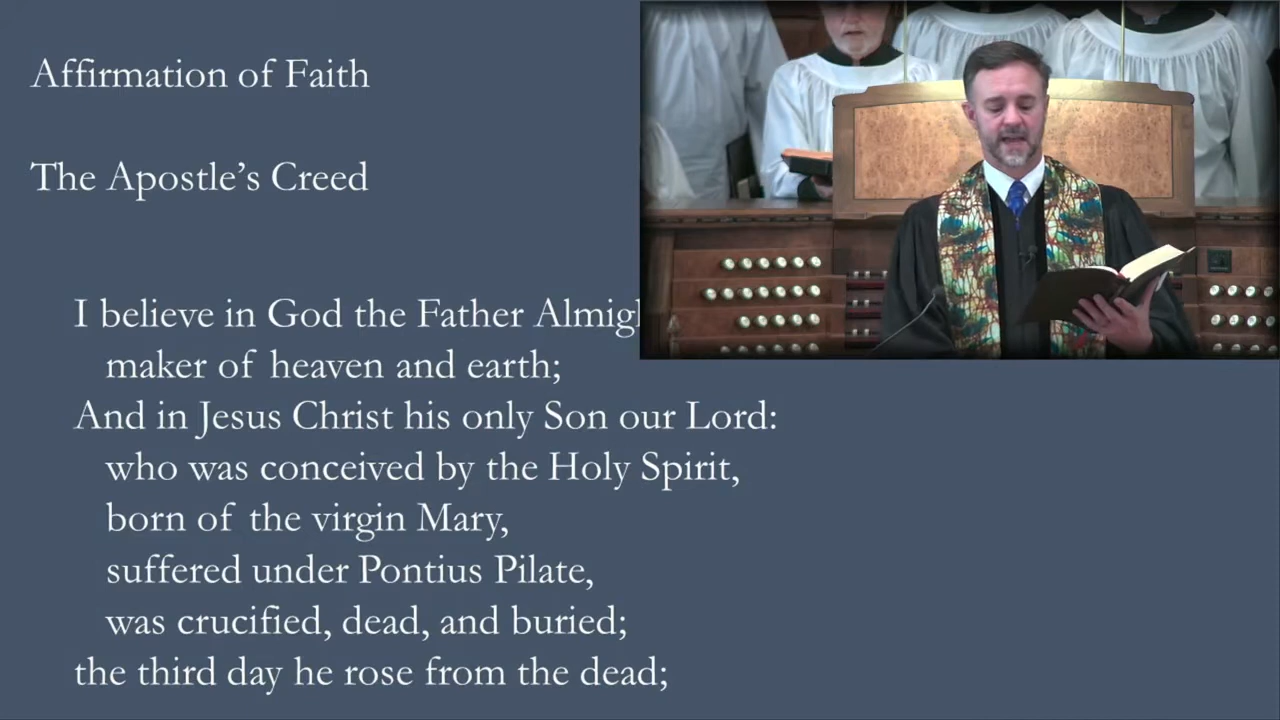 Affirmation of Faith
The Apostle’s Creed
I believe in God the Father
maker of heaven and earth;
And in Jesus Christ his only Son our Lord:
who was conceived by the Holy Spirit,
born of the virgin Mary,
suffered under Pontius Pilate,
was crucified, dead, and buried;
the third day he rose from the dead;